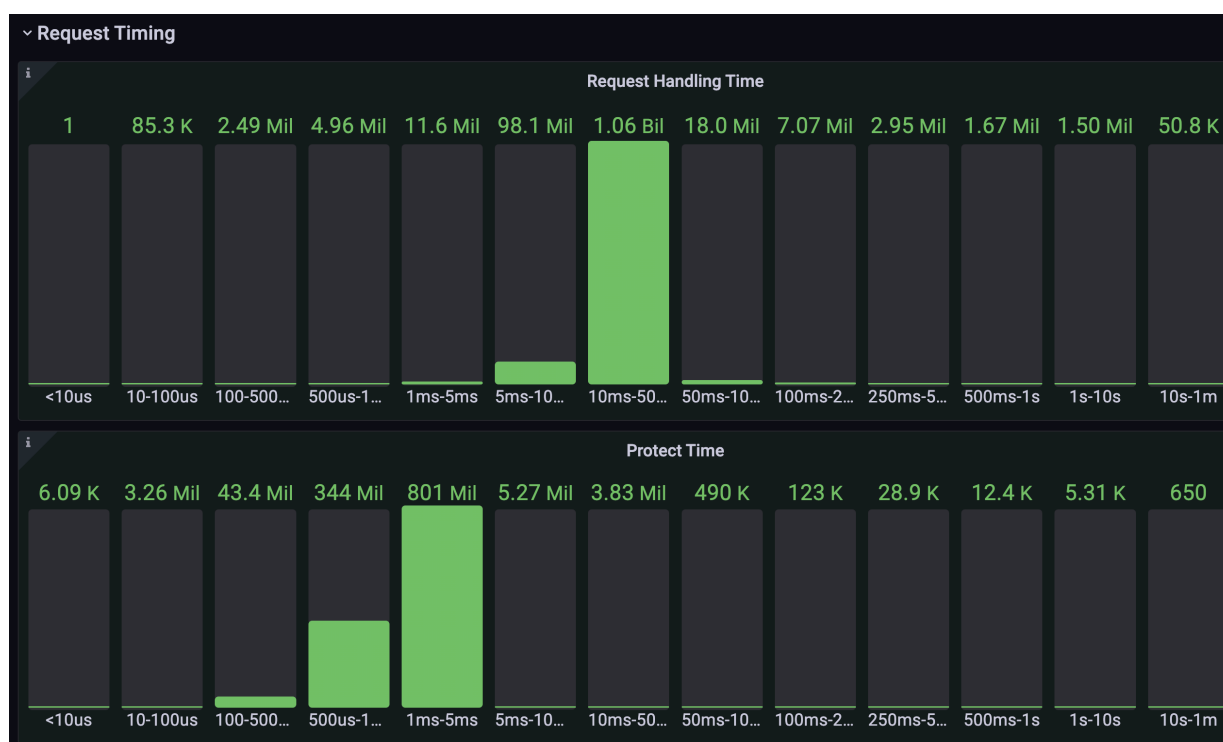 Request Timing
i
Request Handling Time
1 85.3 K 2.49 Mil 4.96 Mil 11.6 Mil 98.1 Mil 1.06 Bil 18.0 Mil 7.07 Mil 2.95 Mil 1.67 Mil 1.50 Mil 50.8 K
<10us 10-100us 100-500... 500us-1... 1ms-5ms 5ms-10... 10ms-50... 50ms-10... 100ms-2... 250ms-5... 500ms-1s 1s-10s 10s-1m
i
Protect Time
6.09 K 3.26 Mil 43.4 Mil 344 Mil 801 Mil 5.27 Mil 3.83 Mil 490 K 123 K 28.9 K 12.4 K 5.31 K 650
<10us 10-100us 100-500... 500us-1... 1ms-5ms 5ms-10... 10ms-50... 50ms-10... 100ms-2... 250ms-5... 500ms-1s 1s-10s 10s-1m